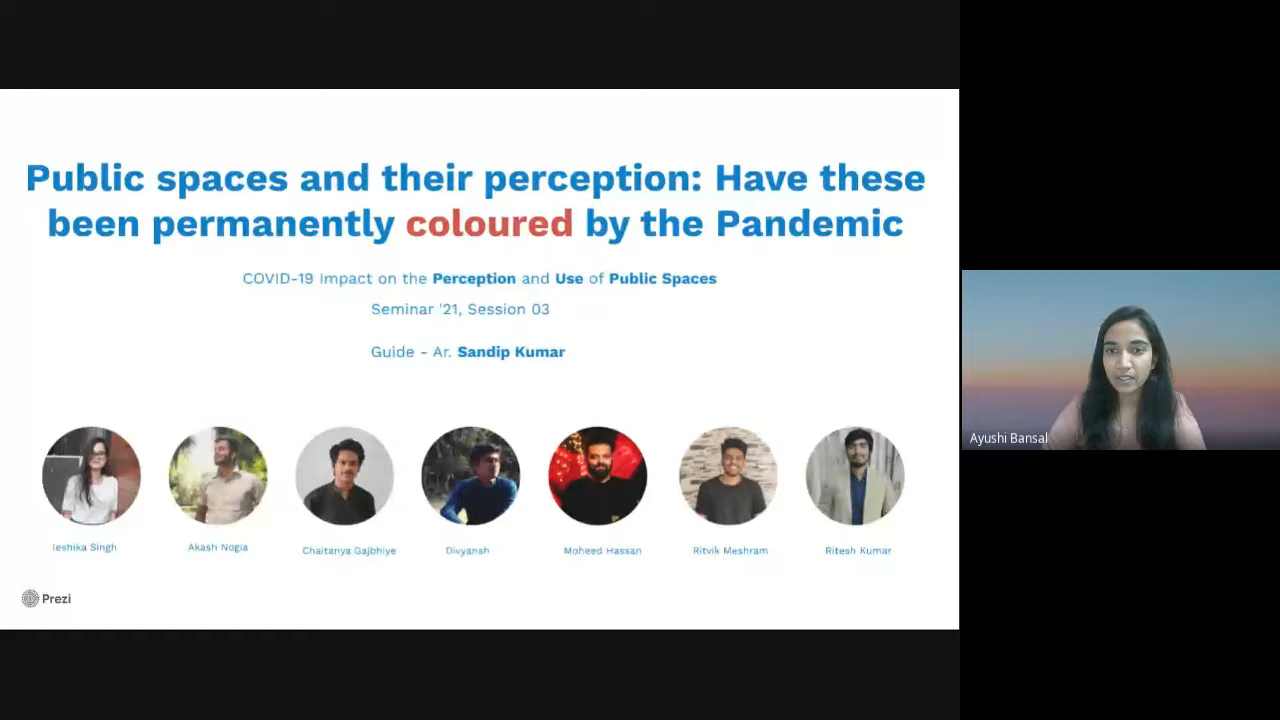 Public spaces and their perception: Have these
been permanently coloured by the Pandemic
COVID-19 Impact on the Perception and Use of Public Spaces
Seminar '21, Session 03
Guide - Ar. Sandip Kumar
Ieshika Singh
Akash Nogia
Chaitanya Gajbhiye
Divyansh
Moheed Hassan
Ritvik Meshram
Ritesh Kumar
Prezi
Ayushi Bansal